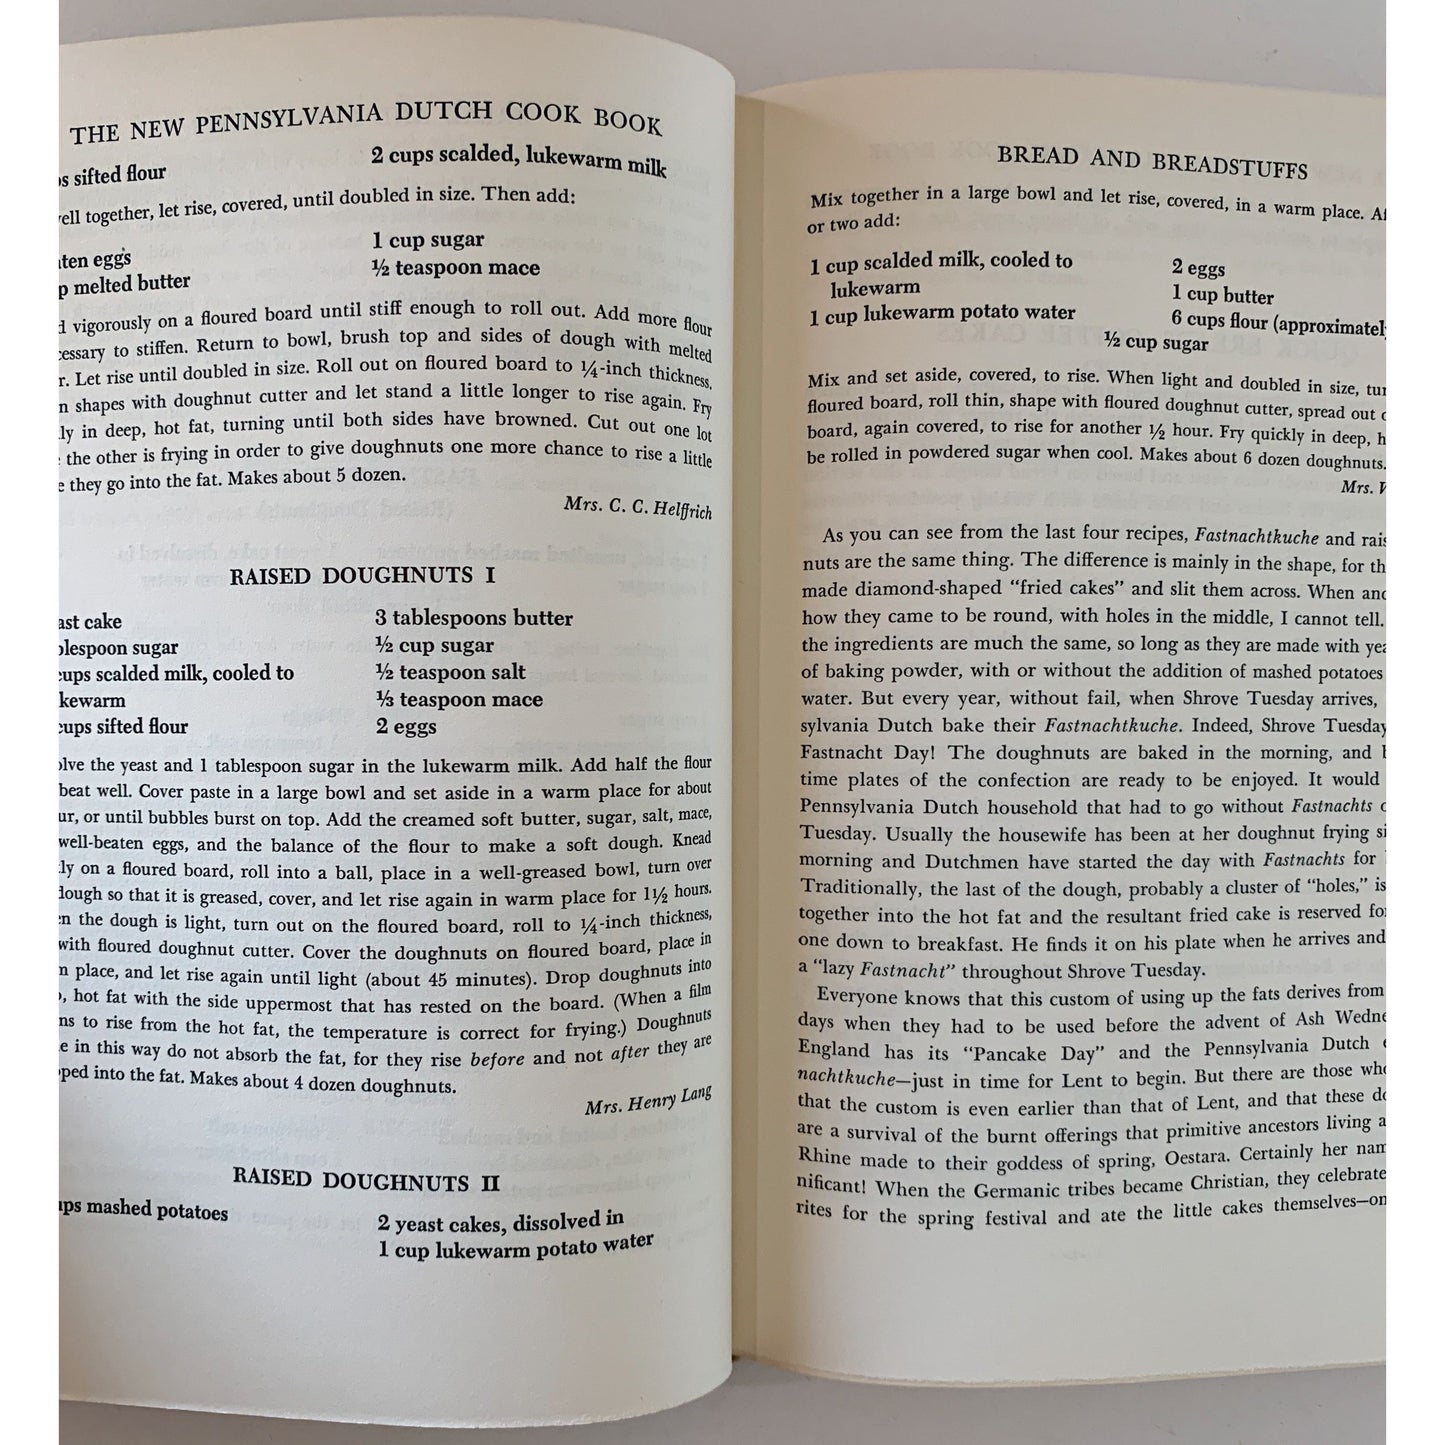 THE NEW PENNSYLVANIA DUTCH COOK BOOK
sifted flour 2 cups scalded, lukewarm milk
together, let rise, covered, until doubled in size. Then add:
1 cup sugar
eggs
½ teaspoon mace
melted butter
vigorously on a floured board until stiff enough to roll out. Add more flour
to stiffen. Return to bowl, brush top and sides of dough with melted
Let rise until doubled in size. Roll out on floured board to ¼-inch thickness,
shapes with doughnut cutter and let stand a little longer to rise again. Fry
in deep, hot fat, turning until both sides have browned. Cut out one lot
the other is frying in order to give doughnuts one more chance to rise a little
they go into the fat. Makes about 5 dozen.
Mrs. C. C. Helffrich
RAISED DOUGHNUTS I
cake 3 tablespoons butter
sugar ½ cup sugar
scalded milk, cooled to ½ teaspoon salt
⅓ teaspoon mace
sifted flour 2 eggs
the yeast and 1 tablespoon sugar in the lukewarm milk. Add half the flour
beat well. Cover paste in a large bowl and set aside in a warm place for about
or until bubbles burst on top. Add the creamed soft butter, sugar, salt, mace,
well-beaten eggs, and the balance of the flour to make a soft dough. Knead
on a floured board, roll into a ball, place in a well-greased bowl, turn over
so that it is greased, cover, and let rise again in warm place for 1½ hours.
the dough is light, turn out on the floured board, roll to ¼-inch thickness,
with floured doughnut cutter. Cover the doughnuts on floured board, place in
place, and let rise again until light (about 45 minutes). Drop doughnuts into
hot fat with the side uppermost that has rested on the board. (When a film
to rise from the hot fat, the temperature is correct for frying.) Doughnuts
in this way do not absorb the fat, for they rise before and not after they are
into the fat. Makes about 4 dozen doughnuts.
Mrs. Henry Lang
RAISED DOUGHNUTS II
mashed potatoes 2 yeast cakes, dissolved in
1 cup lukewarm potato water
BREAD AND BREADSTUFFS
Mix together in a large bowl and let rise, covered, in a warm place.
or two add:
1 cup scalded milk, cooled to 2 eggs
lukewarm 1 cup butter
1 cup lukewarm potato water 6 cups flour
½ cup sugar
Mix and set aside, covered, to rise. When light and doubled in size,
floured board, roll thin, shape with floured doughnut cutter, spread out
board, again covered, to rise for another ½ hour. Fry quickly in deep,
be rolled in powdered sugar when cool. Makes about 6 dozen doughnuts.
Mrs.
As you can see from the last four recipes, Fastnachtkuche and
nuts are the same thing. The difference is mainly in the shape, for
made diamond-shaped “fried cakes” and slit them across. When
how they came to be round, with holes in the middle, I cannot tell.
the ingredients are much the same, so long as they are made with
of baking powder, with or without the addition of mashed potatoes
water. But every year, without fail, when Shrove Tuesday arrives,
sylvania Dutch bake their Fastnachtkuche. Indeed, Shrove Tuesday
Fastnacht Day! The doughnuts are baked in the morning, and
time plates of the confection are ready to be enjoyed. It would
Pennsylvania Dutch household that had to go without Fastnachts
Tuesday. Usually the housewife has been at her doughnut frying
morning and Dutchmen have started the day with Fastnachts for
Traditionally, the last of the dough, probably a cluster of “holes,” is
together into the hot fat and the resultant fried cake is reserved
one down to breakfast. He finds it on his plate when he arrives and
a “lazy Fastnacht” throughout Shrove Tuesday.
Everyone knows that this custom of using up the fats derives from
days when they had to be used before the advent of Ash
England has its “Pancake Day” and the Pennsylvania Dutch
nachtkuche—just in time for Lent to begin. But there are those
that the custom is even earlier than that of Lent, and that these
are a survival of the burnt offerings that primitive ancestors living
Rhine made to their goddess of spring, Oestara. Certainly her
nificant! When the Germanic tribes became Christian, they
rites for the spring festival and ate the little cakes themselves—